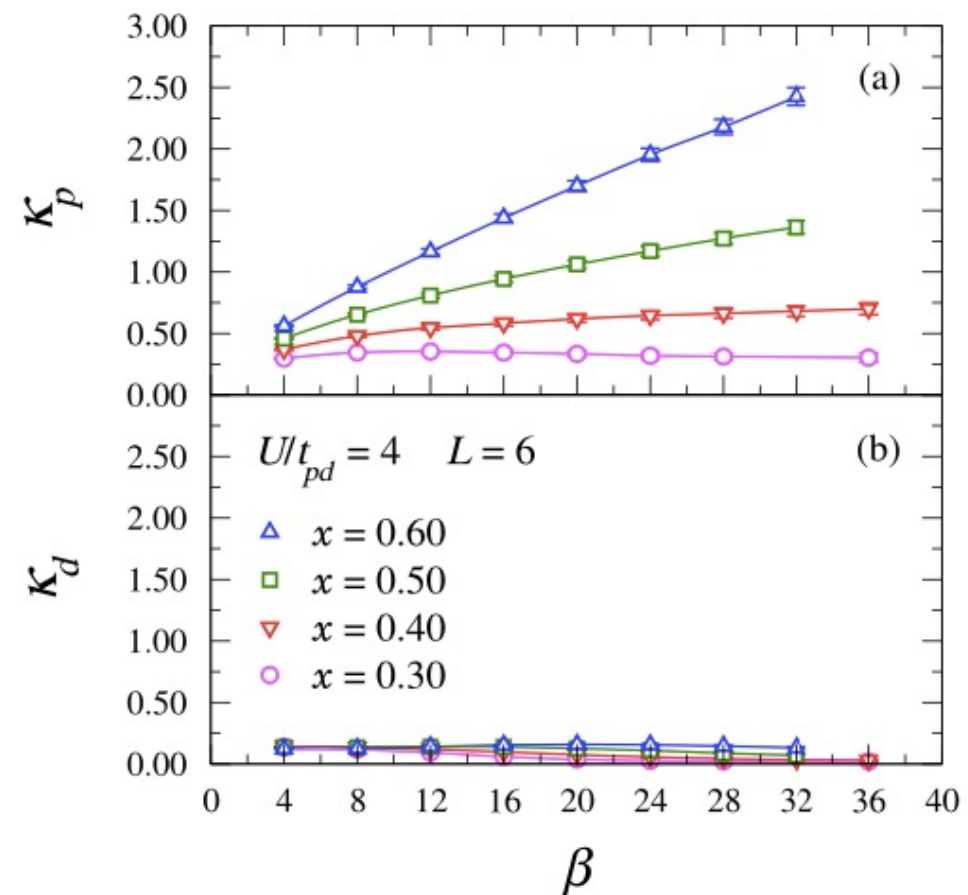 3.00
(a)
2.50
2.00
κp
1.50
1.00
0.50
0.00
U/tpd = 4 L = 6
(b)
2.50
x = 0.60
2.00
x = 0.50
κd
1.50
x = 0.40
1.00
x = 0.30
0.50
0.00
0 4 8 12 16 20 24 28 32 36 40
β